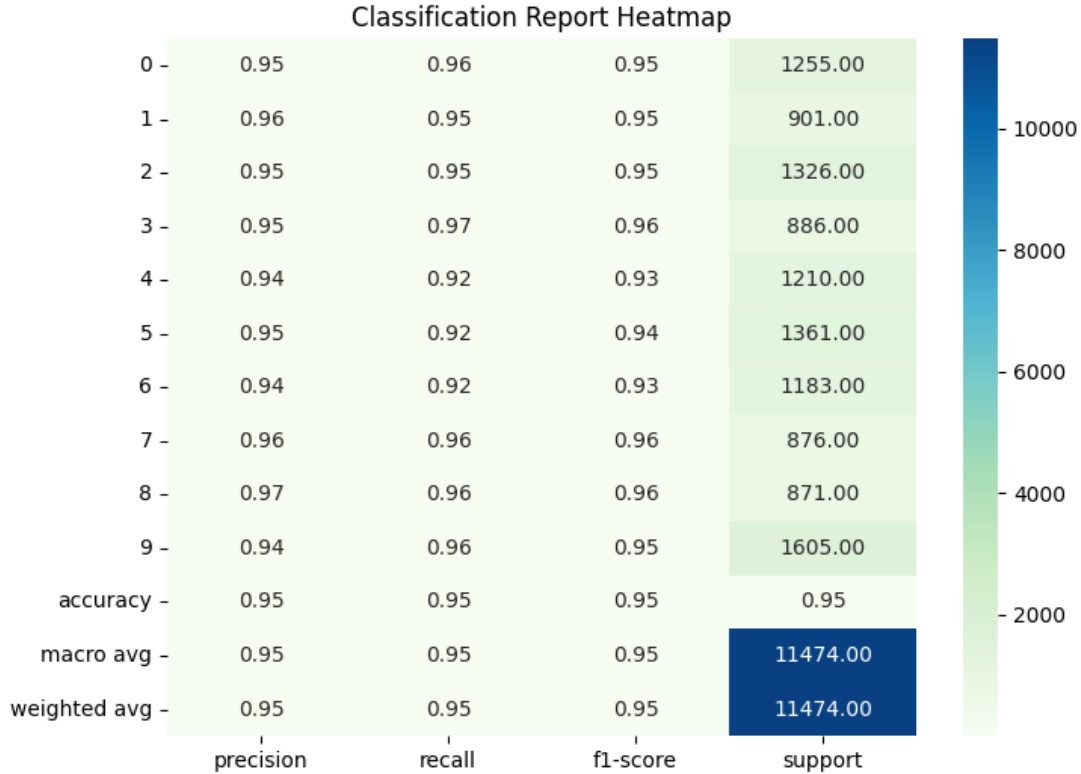 Classification Report Heatmap
0 0.95 0.96 0.95 1255.00
1 0.96 0.95 0.95 901.00
2 0.95 0.95 0.95 1326.00
3 0.95 0.97 0.96 886.00
4 0.94 0.92 0.93 1210.00
5 0.95 0.92 0.94 1361.00
6 0.94 0.92 0.93 1183.00
7 0.96 0.96 0.96 876.00
8 0.97 0.96 0.96 871.00
9 0.94 0.96 0.95 1605.00
accuracy 0.95 0.95 0.95 0.95
macro avg 0.95 0.95 0.95 11474.00
weighted avg 0.95 0.95 0.95 11474.00
precision recall f1-score support
10000
8000
6000
4000
2000